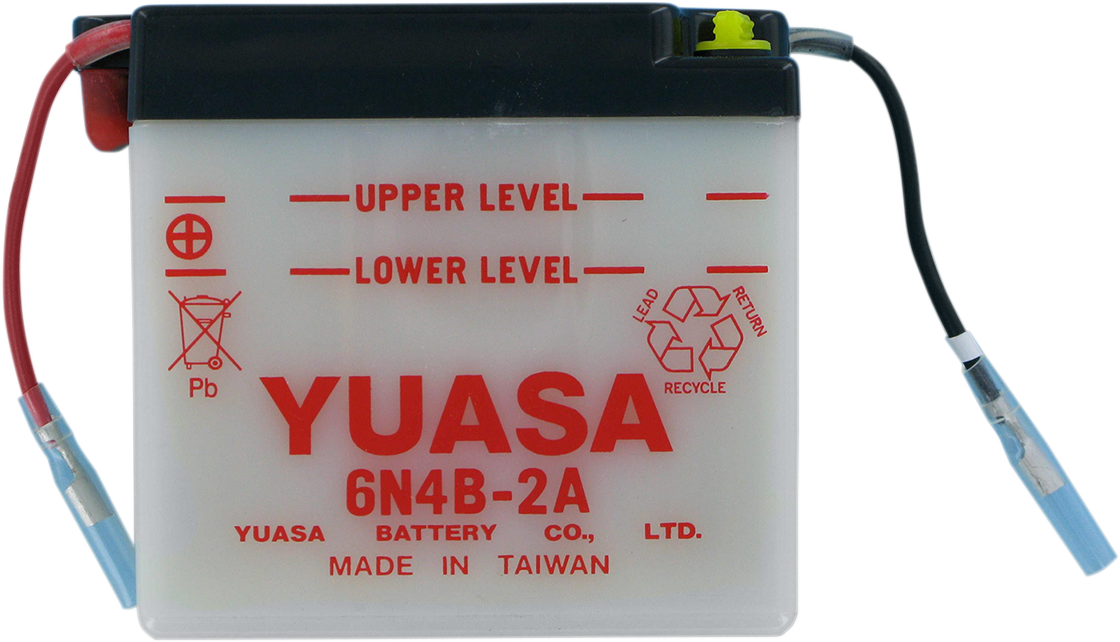 UPPER LEVEL
LOWER LEVEL
LEAD
RETURN
RECYCLE
Pb
YUASA
6N4B-2A
YUASA BATTERY CO., LTD.
MADE IN TAIWAN